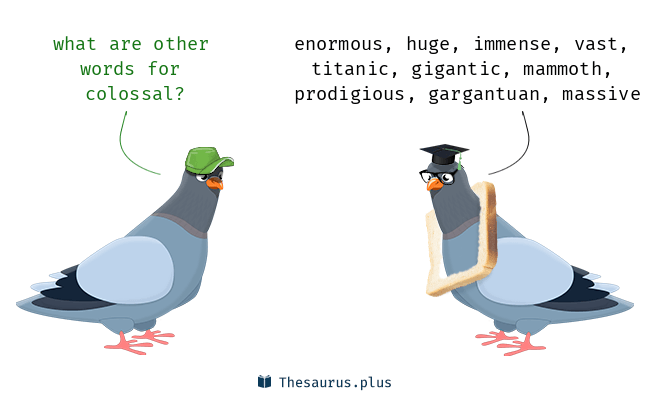 what are other
words for
colossal?
enormous, huge, immense, vast,
titanic, gigantic, mammoth,
prodigious, gargantuan, massive
Thesaurus.plus